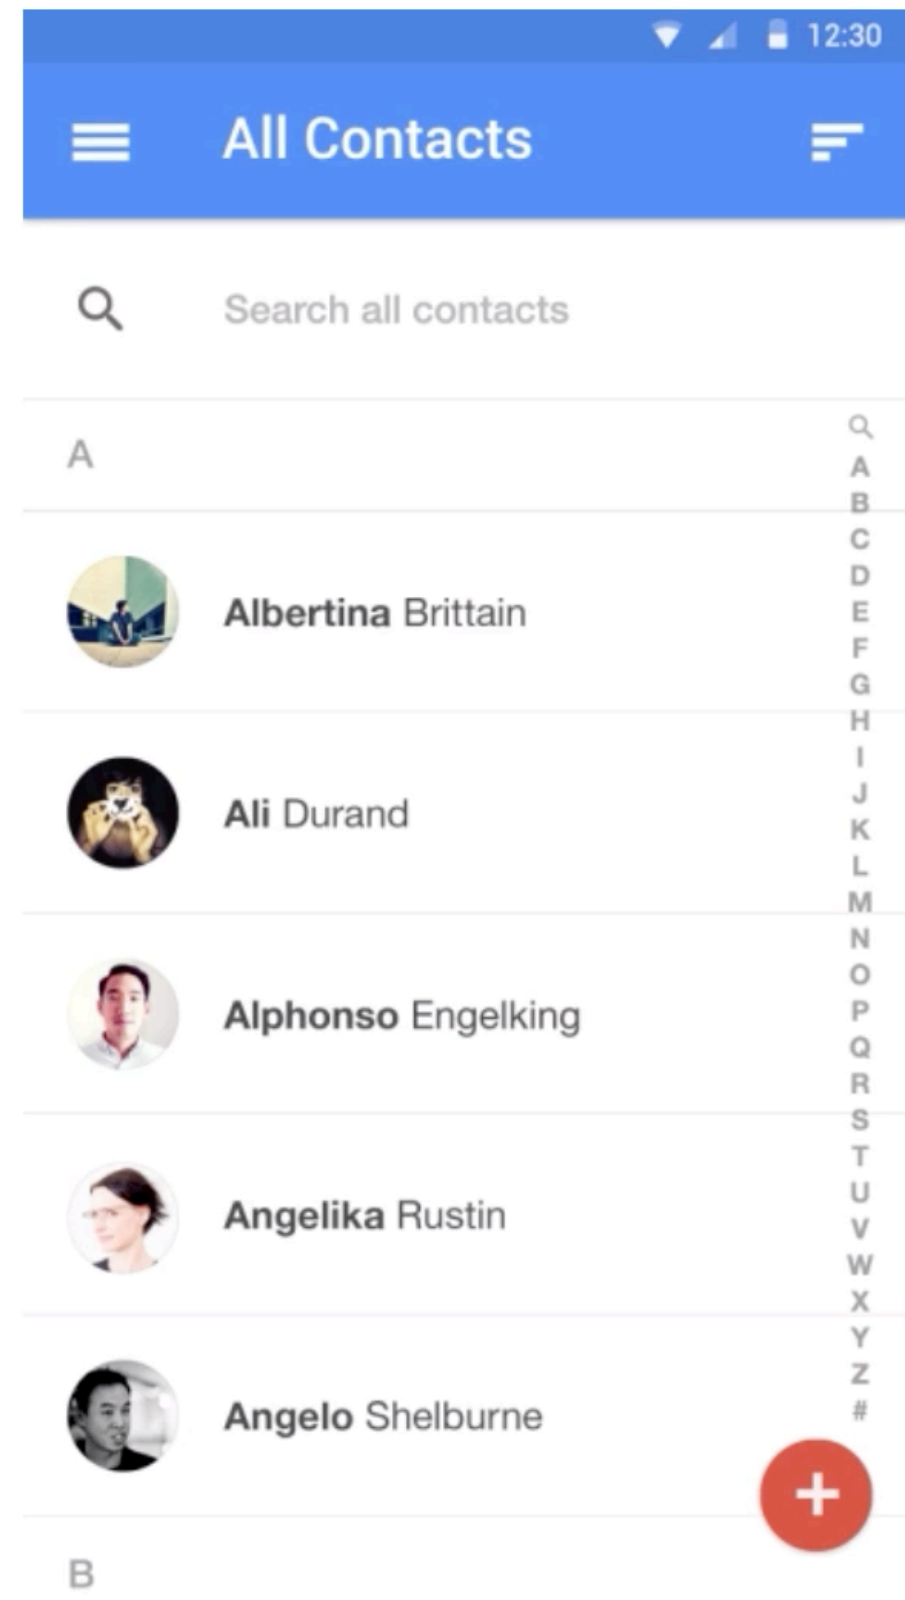 12:30
All Contacts
Search all contacts
A
Albertina Brittain
Ali Durand
Alphonso Engelking
Angelika Rustin
Angelo Shelburne
B
A
B
C
D
E
F
G
H
I
J
K
L
M
N
O
P
Q
R
S
T
U
V
W
X
Y
Z
#
+